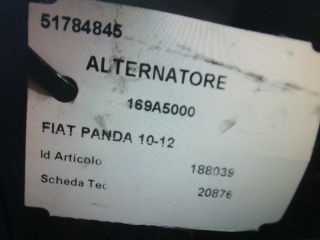 51784845
ALTERNATORE
169A5000
FIAT PANDA 10-12
Id Articolo 188039
Scheda Tec 20876